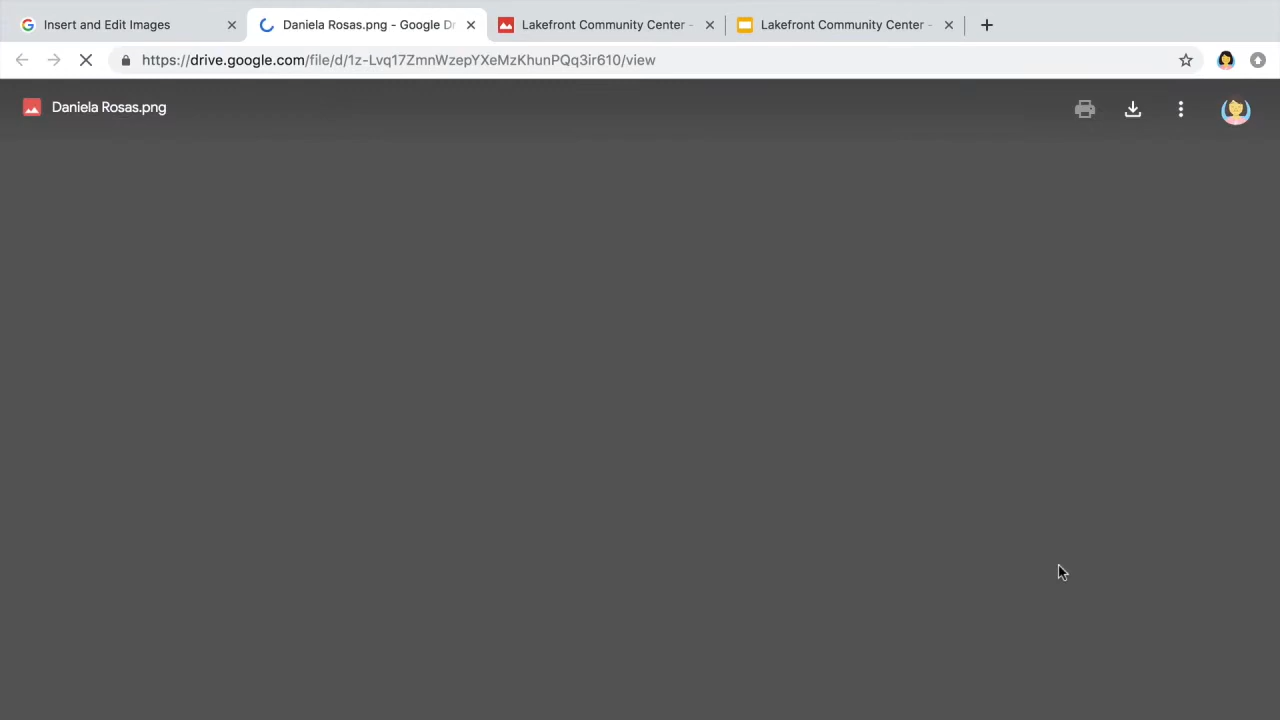 Insert and Edit Images
Daniela Rosas.png - Google Dr
Lakefront Community Center -
Lakefront Community Center -
https://drive.google.com/file/d/1z-Lvq17ZmnWzepYXeMzKhunPQq3ir610/view
Daniela Rosas.png